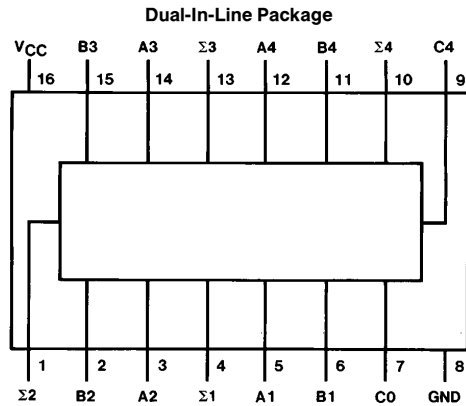 Dual-In-Line Package
VCC B3 A3 Σ3 A4 B4 Σ4 C4
16 15 14 13 12 11 10 9
1 2 3 4 5 6 7 8
Σ2 B2 A2 Σ1 A1 B1 C0 GND